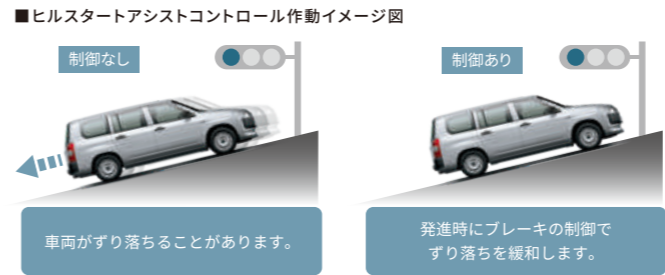 ■ヒルスタートアシストコントロール作動イメージ図
制御なし
車両がずり落ちることがあります。
制御あり
発進時にブレーキの制御で
ずり落ちを緩和します。